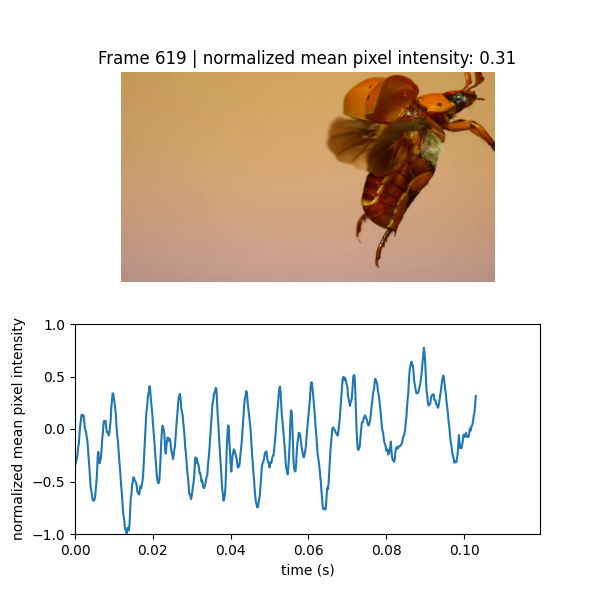 Frame 619 | normalized mean pixel intensity: 0.31
normalized mean pixel intensity
1.0
0.5
0.0
−0.5
−1.0
0.00 0.02 0.04 0.06 0.08 0.10
time (s)